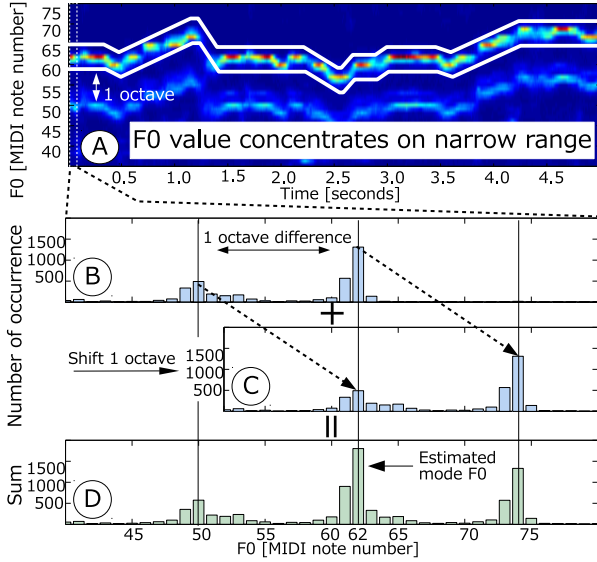 75
70
65
60
55
50
45
40
F0 [MIDI note number]
1 octave
A
F0 value concentrates on narrow range
0.5 1.0 1.5 2.0 2.5 3.0 3.5 4.0 4.5
Time [seconds]
Number of occurrence
1500
1000
500
B
1 octave difference
+
Shift 1 octave
1500
1000
500
C
=
Sum
1500
1000
500
D
Estimated
mode F0
45 50 55 60 62 65 70 75
F0 [MIDI note number]